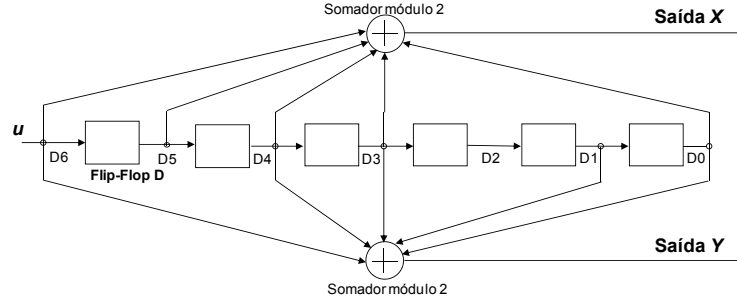 Somador módulo 2
Saída X
u
D6
D5
D4
D3
D2
D1
D0
Flip-Flop D
Saída Y
Somador módulo 2